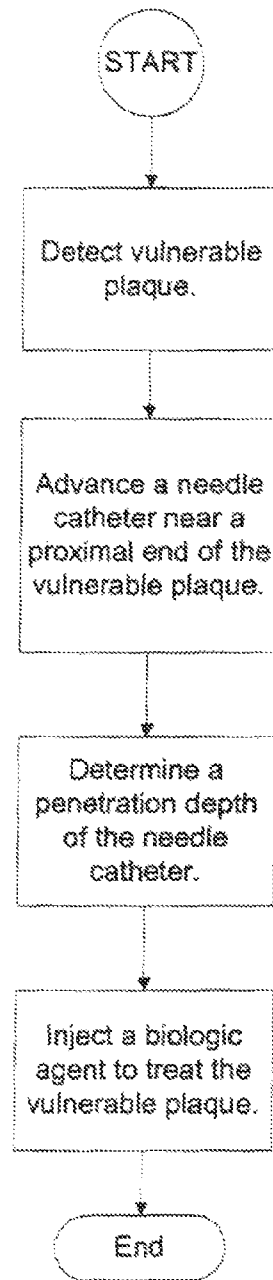 START
Detect vulnerable
plaque.
Advance a needle
catheter near a
proximal end of the
vulnerable plaque.
Determine a
penetration depth
of the needle
catheter.
Inject a biologic
agent to treat the
vulnerable plaque.
End